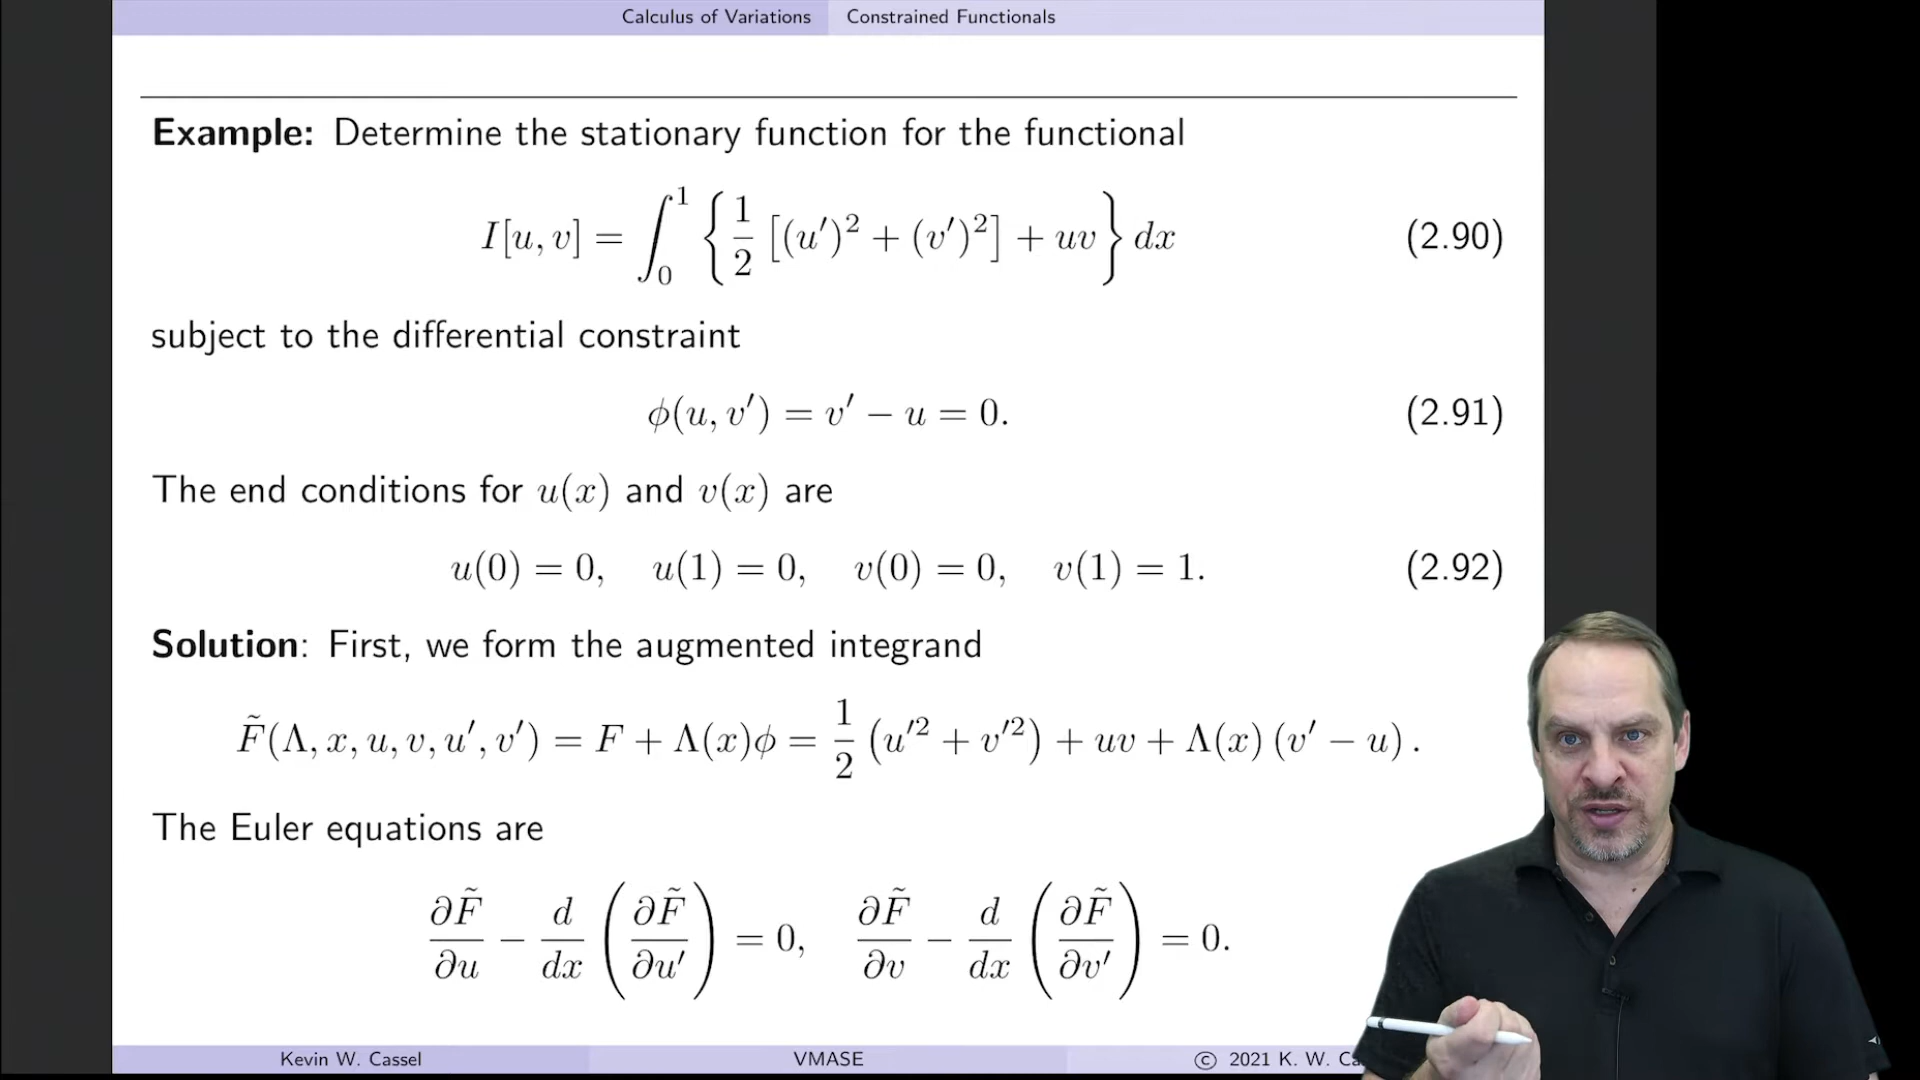 Calculus of Variations Constrained Functionals
Example: Determine the stationary function for the functional
I[u, v] = ∫₀¹ { 1/2 [(u′)² + (v′)²] + uv } dx (2.90)
subject to the differential constraint
ϕ(u, v′) = v′ − u = 0. (2.91)
The end conditions for u(x) and v(x) are
u(0) = 0, u(1) = 0, v(0) = 0, v(1) = 1. (2.92)
Solution: First, we form the augmented integrand
F̃(Λ, x, u, v, u′, v′) = F + Λ(x)ϕ = 1/2 (u′² + v′²) + uv + Λ(x) (v′ − u) .
The Euler equations are
∂F̃/∂u − d/dx (∂F̃/∂u′) = 0, ∂F̃/∂v − d/dx (∂F̃/∂v′) = 0.
Kevin W. Cassel VMASE © 2021 K. W.